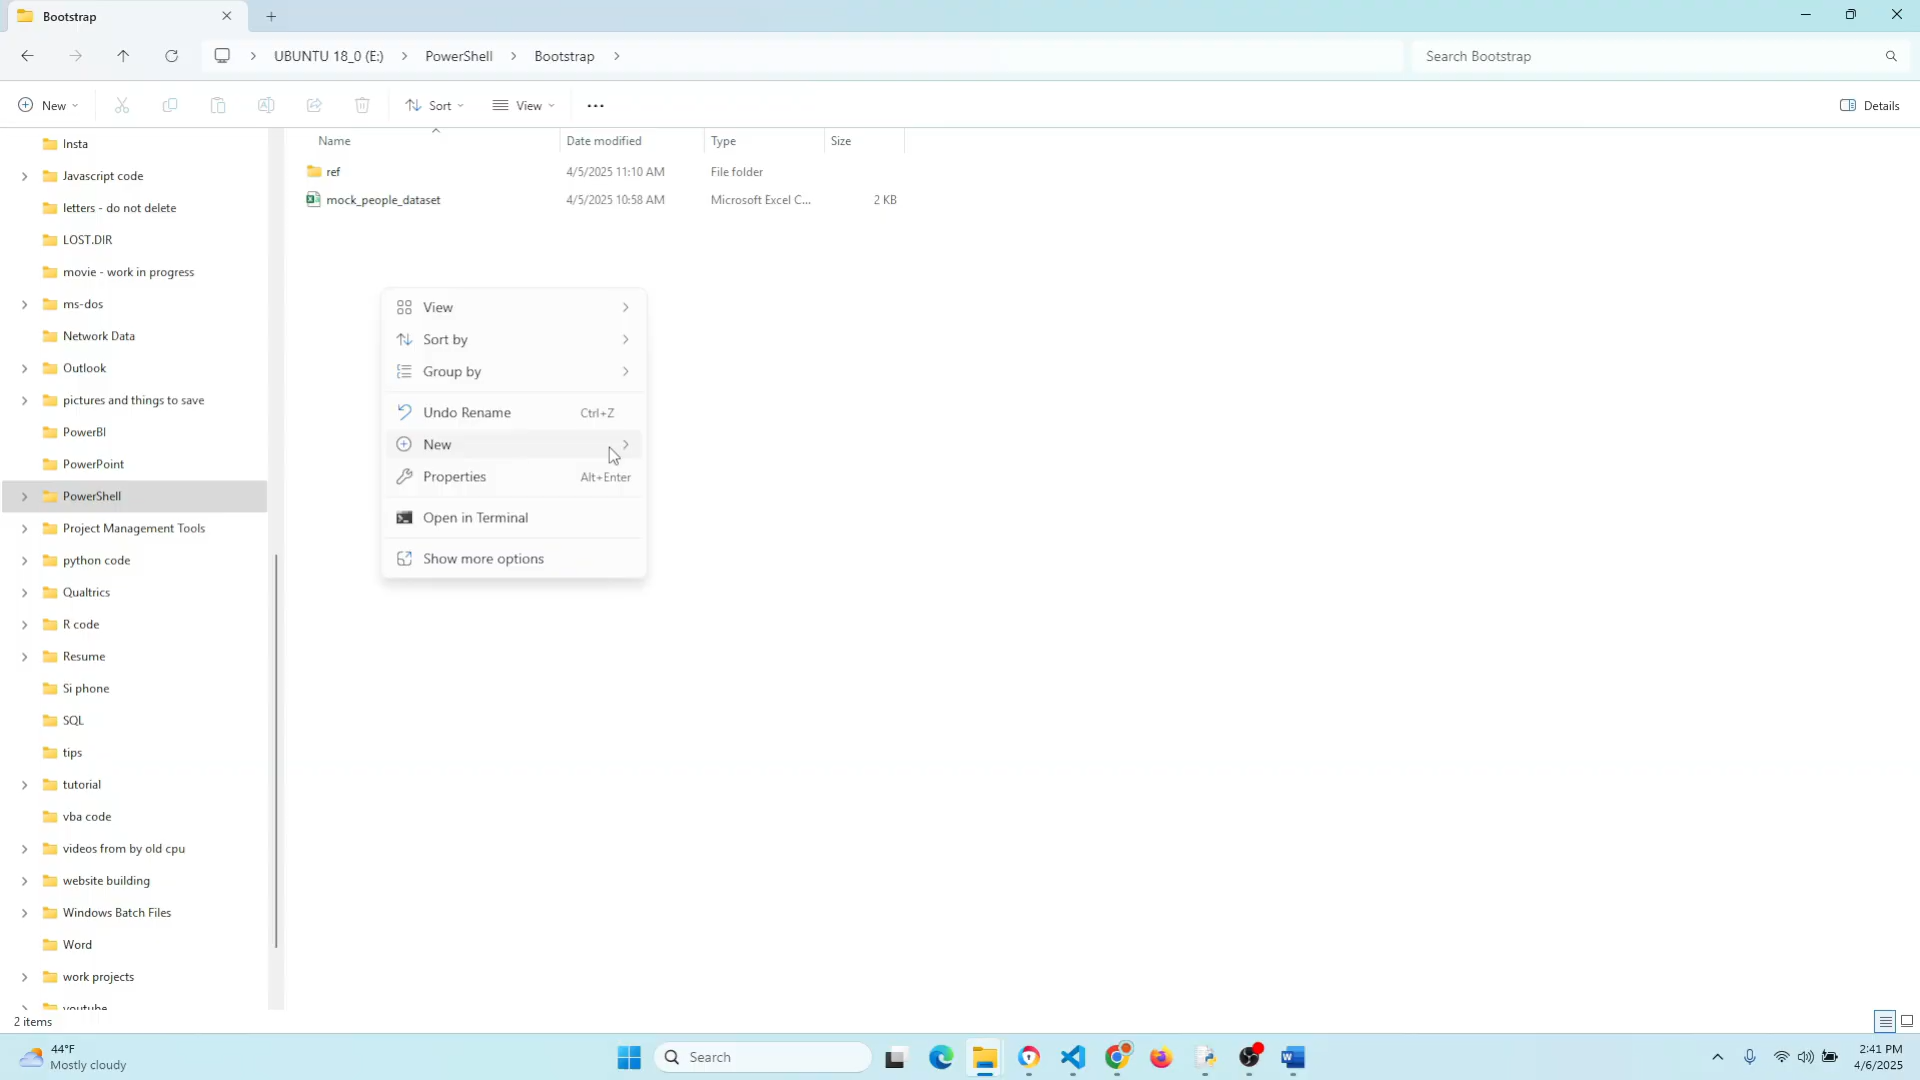 Bootstrap
UBUNTU 18_0 (E:) PowerShell Bootstrap
Search Bootstrap
New Sort View Details
Name Date modified Type Size
ref 4/5/2025 11:10 AM File folder
mock_people_dataset 4/5/2025 10:58 AM Microsoft Excel C... 2 KB
Insta
Javascript code
letters - do not delete
LOST.DIR
movie - work in progress
ms-dos
Network Data
Outlook
pictures and things to save
PowerBI
PowerPoint
PowerShell
Project Management Tools
python code
Qualtrics
R code
Resume
Si phone
SQL
tips
tutorial
vba code
videos from by old cpu
website building
Windows Batch Files
Word
work projects
youtube
View
Sort by
Group by
Undo Rename Ctrl+Z
New
Properties Alt+Enter
Open in Terminal
Show more options
2 items
44°F
Mostly cloudy
Search
2:41 PM
4/6/2025